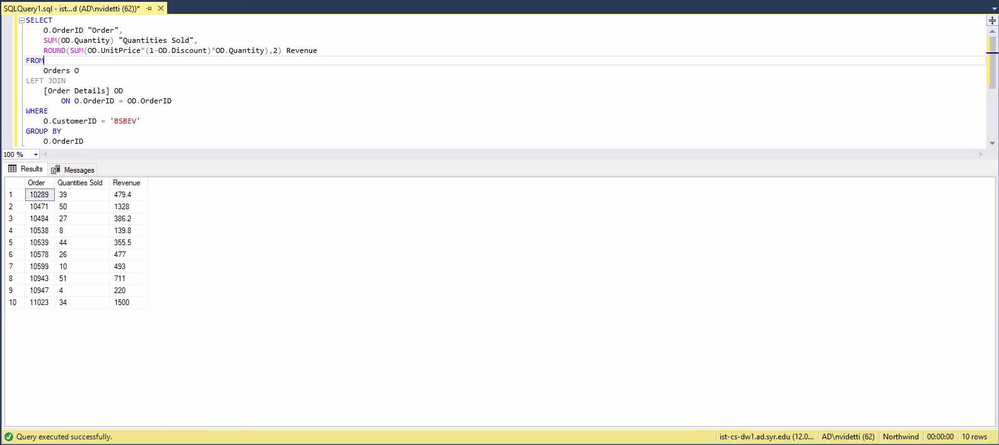 SQLQuery1.sql - ist...d (AD\nvidetti (62))*
SELECT
O.OrderID "Order",
SUM(OD.Quantity) "Quantities Sold",
ROUND(SUM(OD.UnitPrice*(1-OD.Discount)*OD.Quantity),2) Revenue
FROM
Orders O
LEFT JOIN
[Order Details] OD
ON O.OrderID = OD.OrderID
WHERE
O.CustomerID = 'BSBEV'
GROUP BY
O.OrderID
100 %
Results Messages
Order Quantities Sold Revenue
1 10289 39 479.4
2 10471 50 1328
3 10484 27 386.2
4 10538 8 139.8
5 10539 44 355.5
6 10578 26 477
7 10599 10 493
8 10943 51 711
9 10947 4 220
10 11023 34 1500
Query executed successfully. ist-cs-dw1.ad.syr.edu (12.0... AD\nvidetti (62) Northwind 00:00:00 10 rows